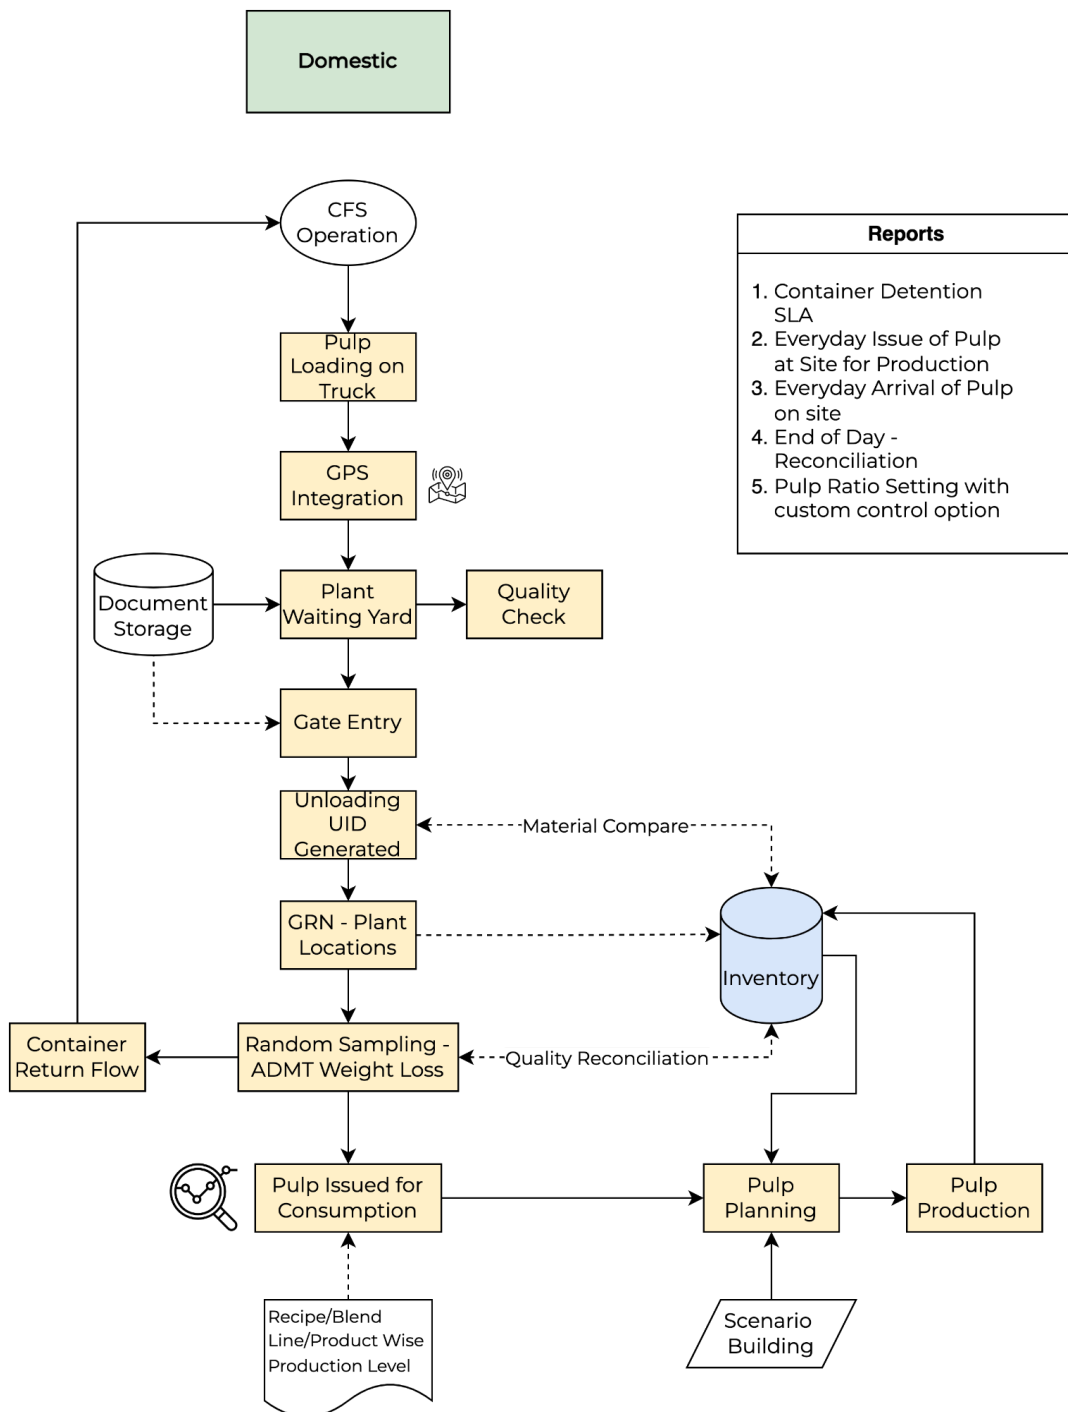 Domestic
CFS
Operation
Reports
1. Container Detention
SLA
2. Everyday Issue of Pulp
at Site for Production
3. Everyday Arrival of Pulp
on site
4. End of Day -
Reconciliation
5. Pulp Ratio Setting with
custom control option
Pulp
Loading on
Truck
GPS
Integration
Document
Storage
Plant
Waiting Yard
Quality
Check
Gate Entry
Unloading
UID
Generated
Material Compare
GRN - Plant
Locations
Inventory
Container
Return Flow
Random Sampling -
ADMT Weight Loss
Quality Reconciliation
Pulp Issued for
Consumption
Pulp
Planning
Pulp
Production
Recipe/Blend
Line/Product Wise
Production Level
Scenario
Building